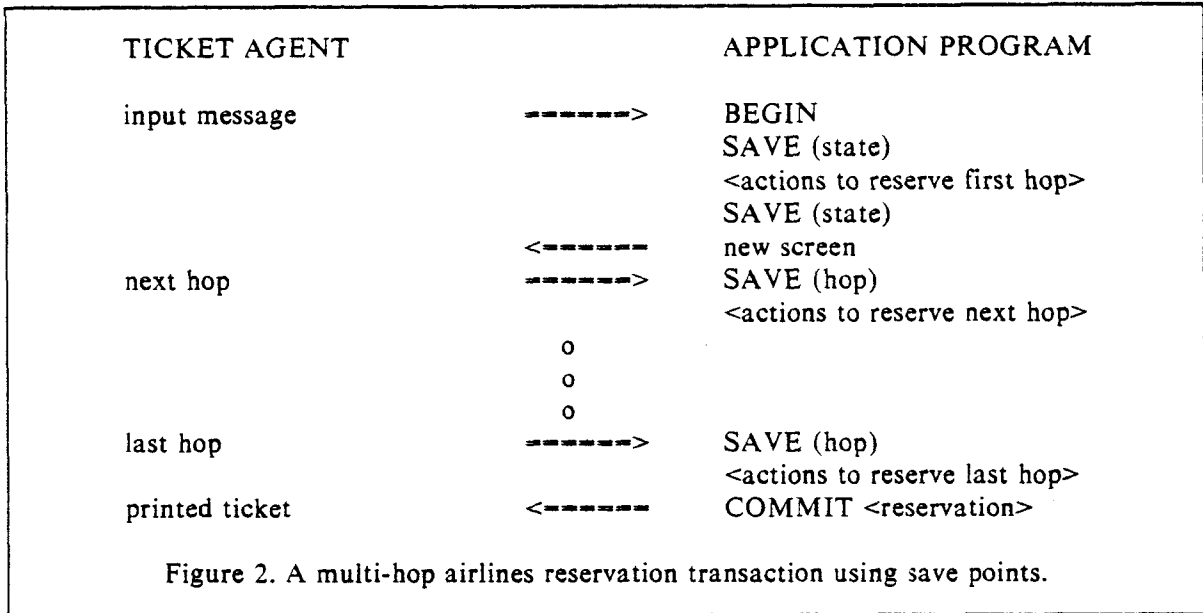 TICKET AGENT APPLICATION PROGRAM
input message ------> BEGIN
SAVE (state)
<actions to reserve first hop>
SAVE (state)
<------ new screen
next hop ------> SAVE (hop)
<actions to reserve next hop>
o
o
o
last hop ------> SAVE (hop)
<actions to reserve last hop>
printed ticket <------ COMMIT <reservation>
Figure 2. A multi-hop airlines reservation transaction using save points.